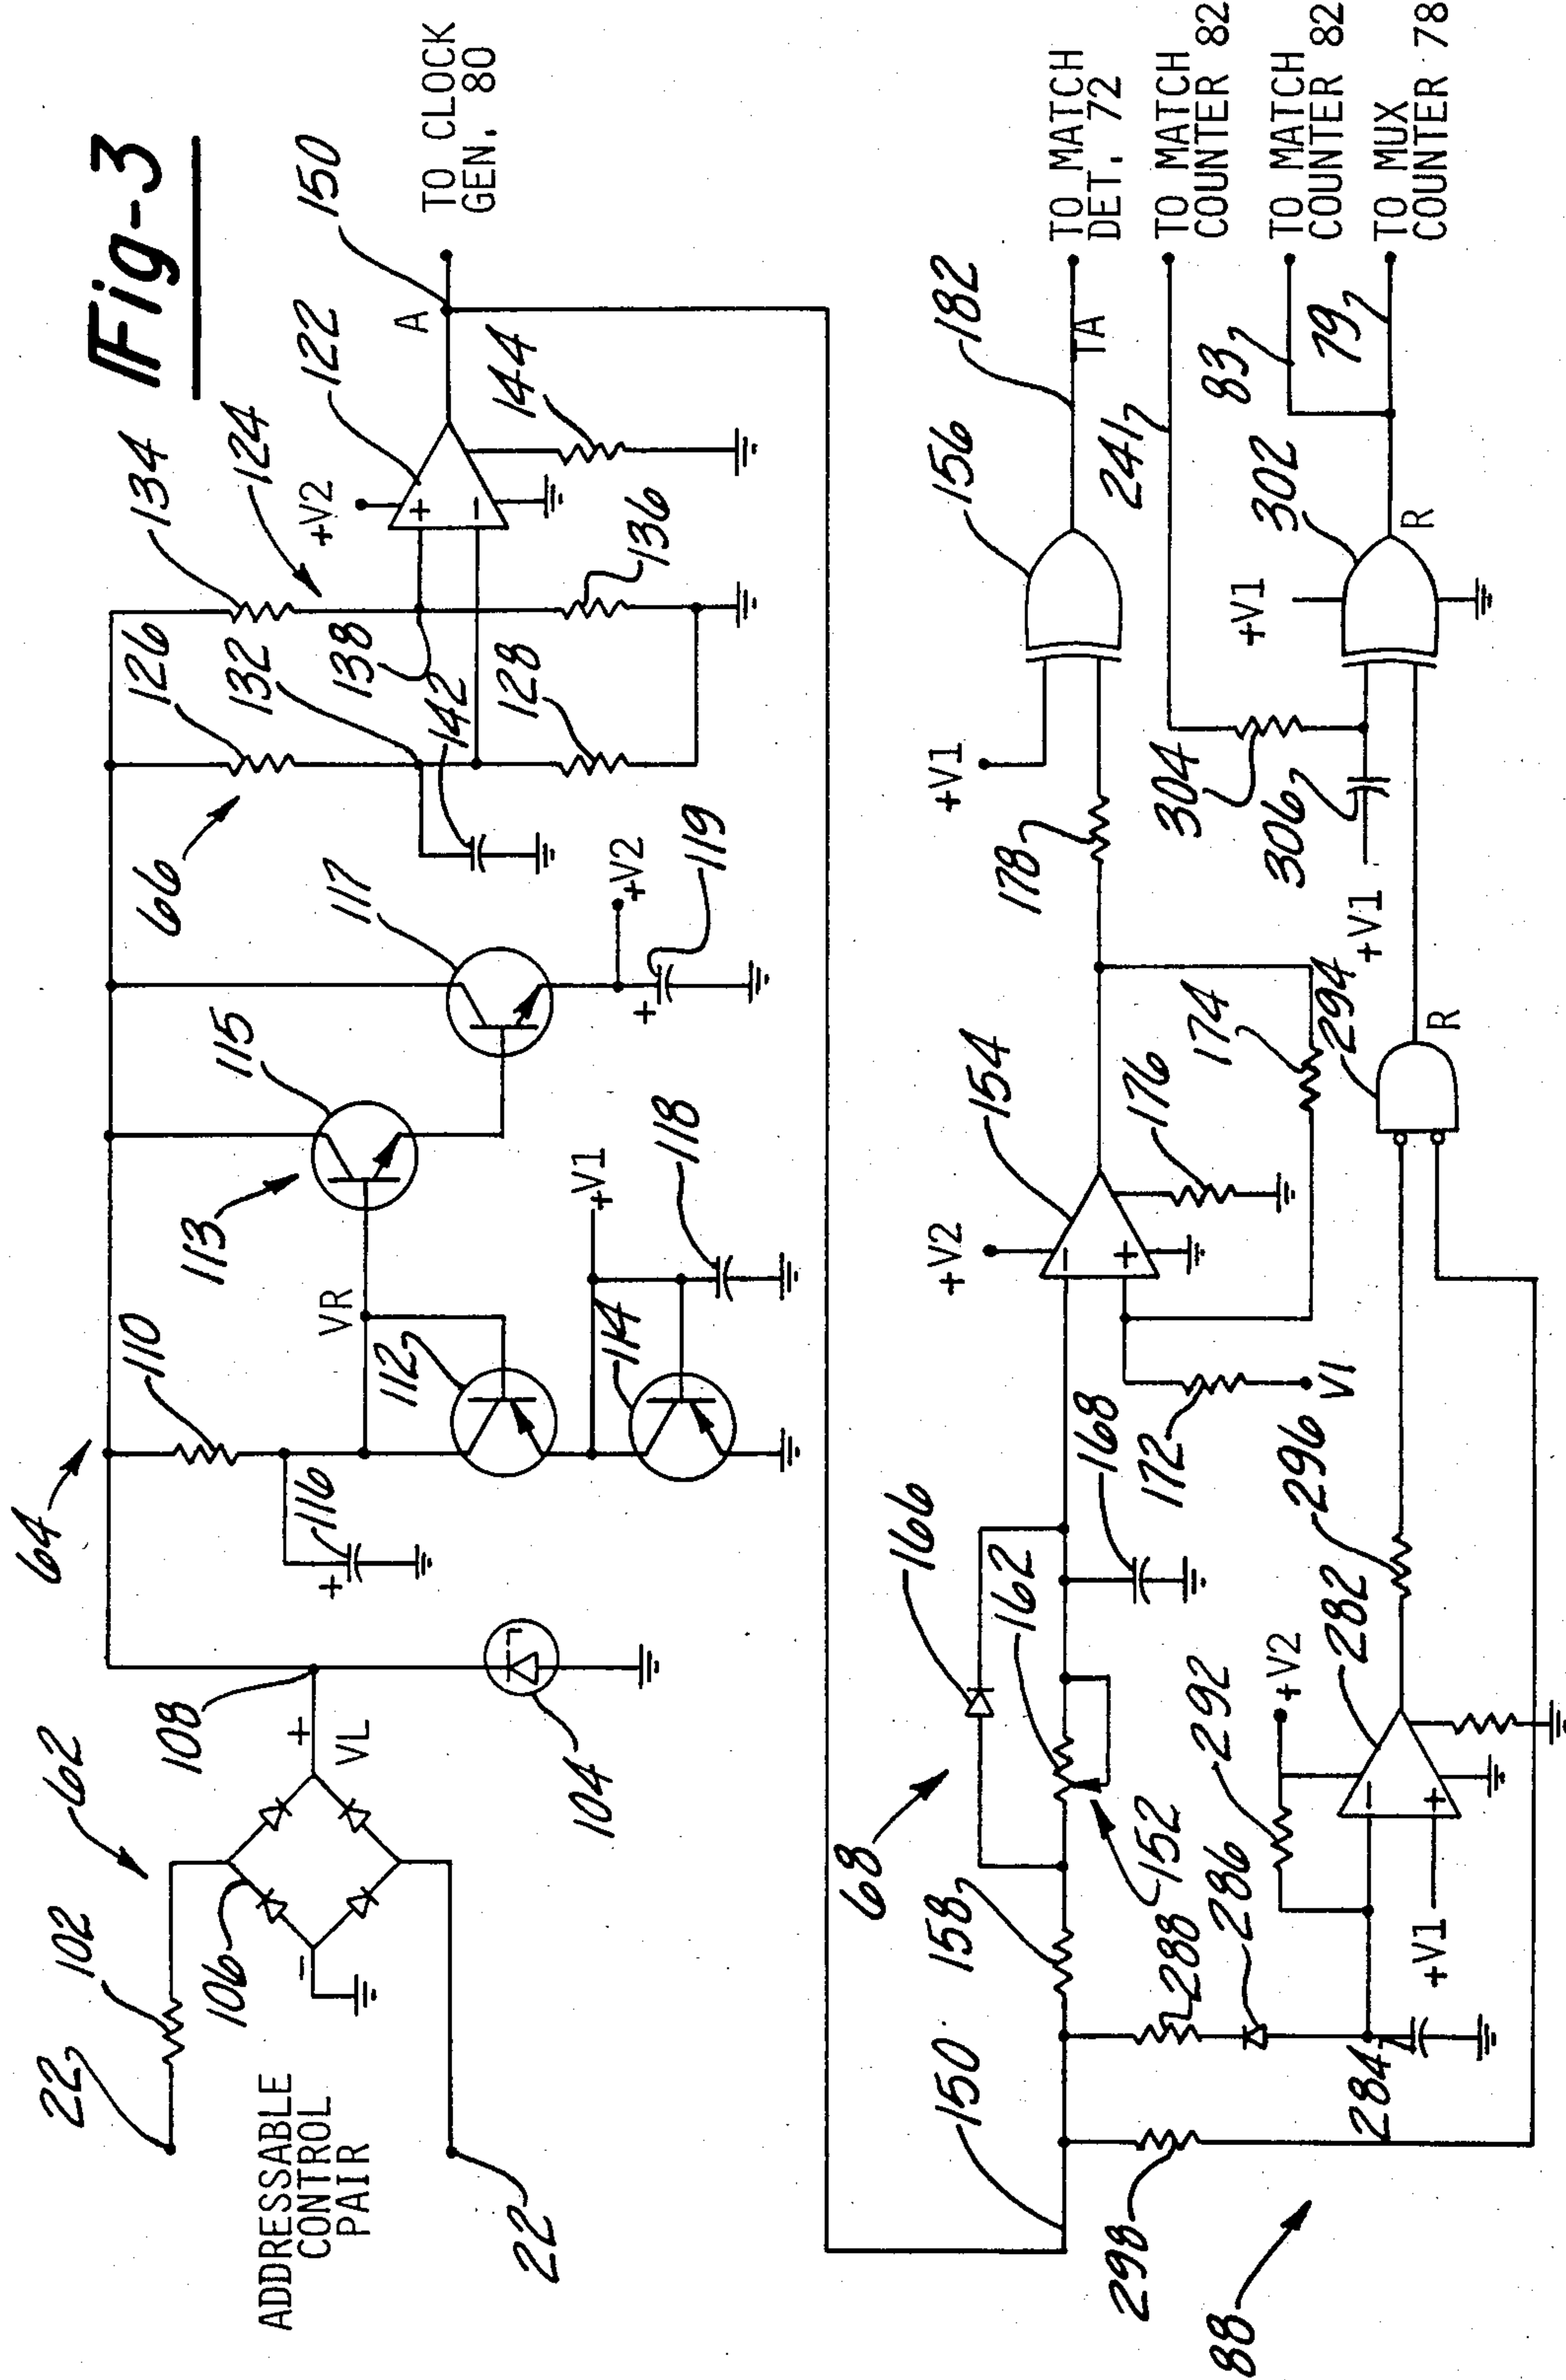 Fig-3
64
62
102
22
106
108
+
VL
-
104
ADDRESSABLE
CONTROL
PAIR
22
110
116
+
VR
112
114
113
115
+V1
118
117
+V2
119
+
66
126
132
138
142
128
134
124
136
+V2
122
+
-
144
A
150
TO CLOCK
GEN. 80
68
150
158
152
162
166
168
172
V1
+V2
154
-
+
176
174
178
+V1
156
182
TA
TO MATCH
DET. 72
241
TO MATCH
COUNTER 82
83
TO MATCH
COUNTER 82
79
TO MUX
COUNTER 78
88
298
288
286
284
292
+V2
+V1
-
+
282
296
294
R
+V1
306
304
+V1
302
R